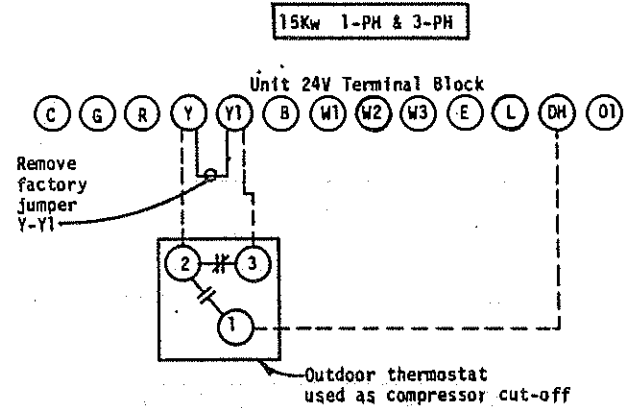 15Kw 1-PH & 3-PH
Unit 24V Terminal Block
C G R Y Y1 B W1 W2 W3 E L DH O1
Remove
factory
jumper
Y-Y1
2 3
1
Outdoor thermostat
used as compressor cut-off